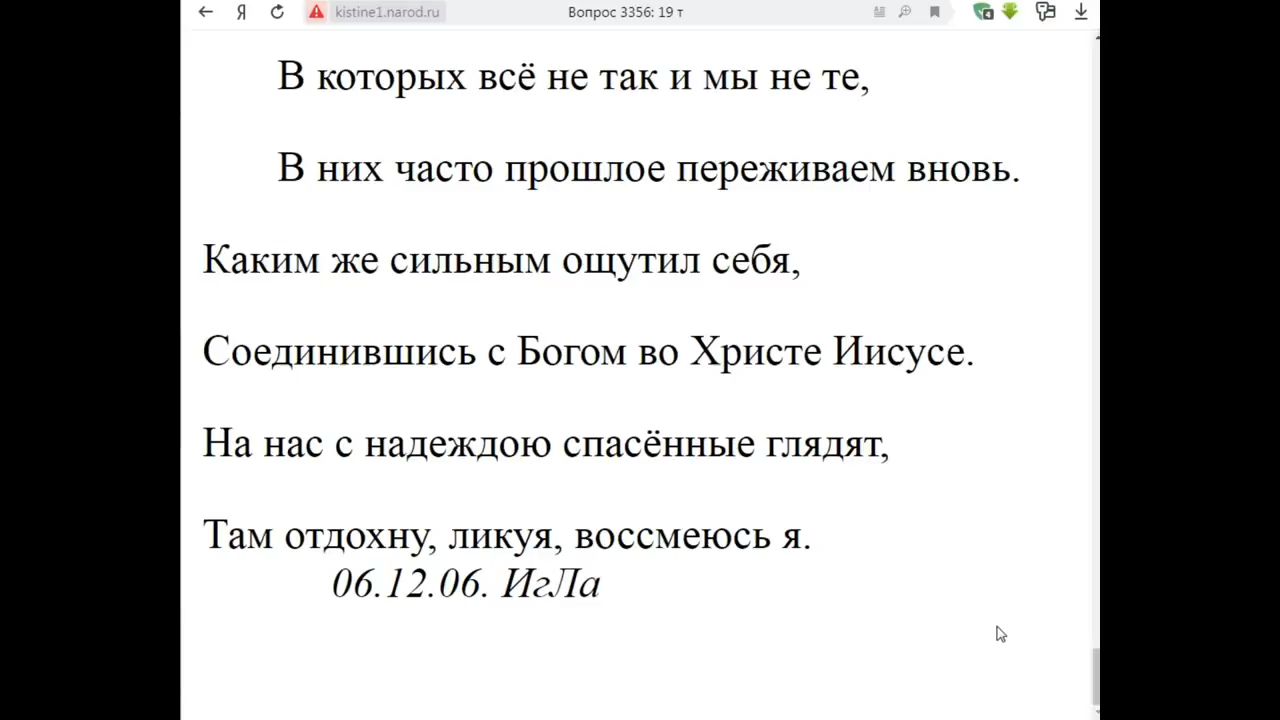 Я kistine1.narod.ru Вопрос 3356: 19 т
В которых всё не так и мы не те,
В них часто прошлое переживаем вновь.
Каким же сильным ощутил себя,
Соединившись с Богом во Христе Иисусе.
На нас с надеждою спасённые глядят,
Там отдохну, ликуя, воссмеюсь я.
06.12.06. ИгЛа